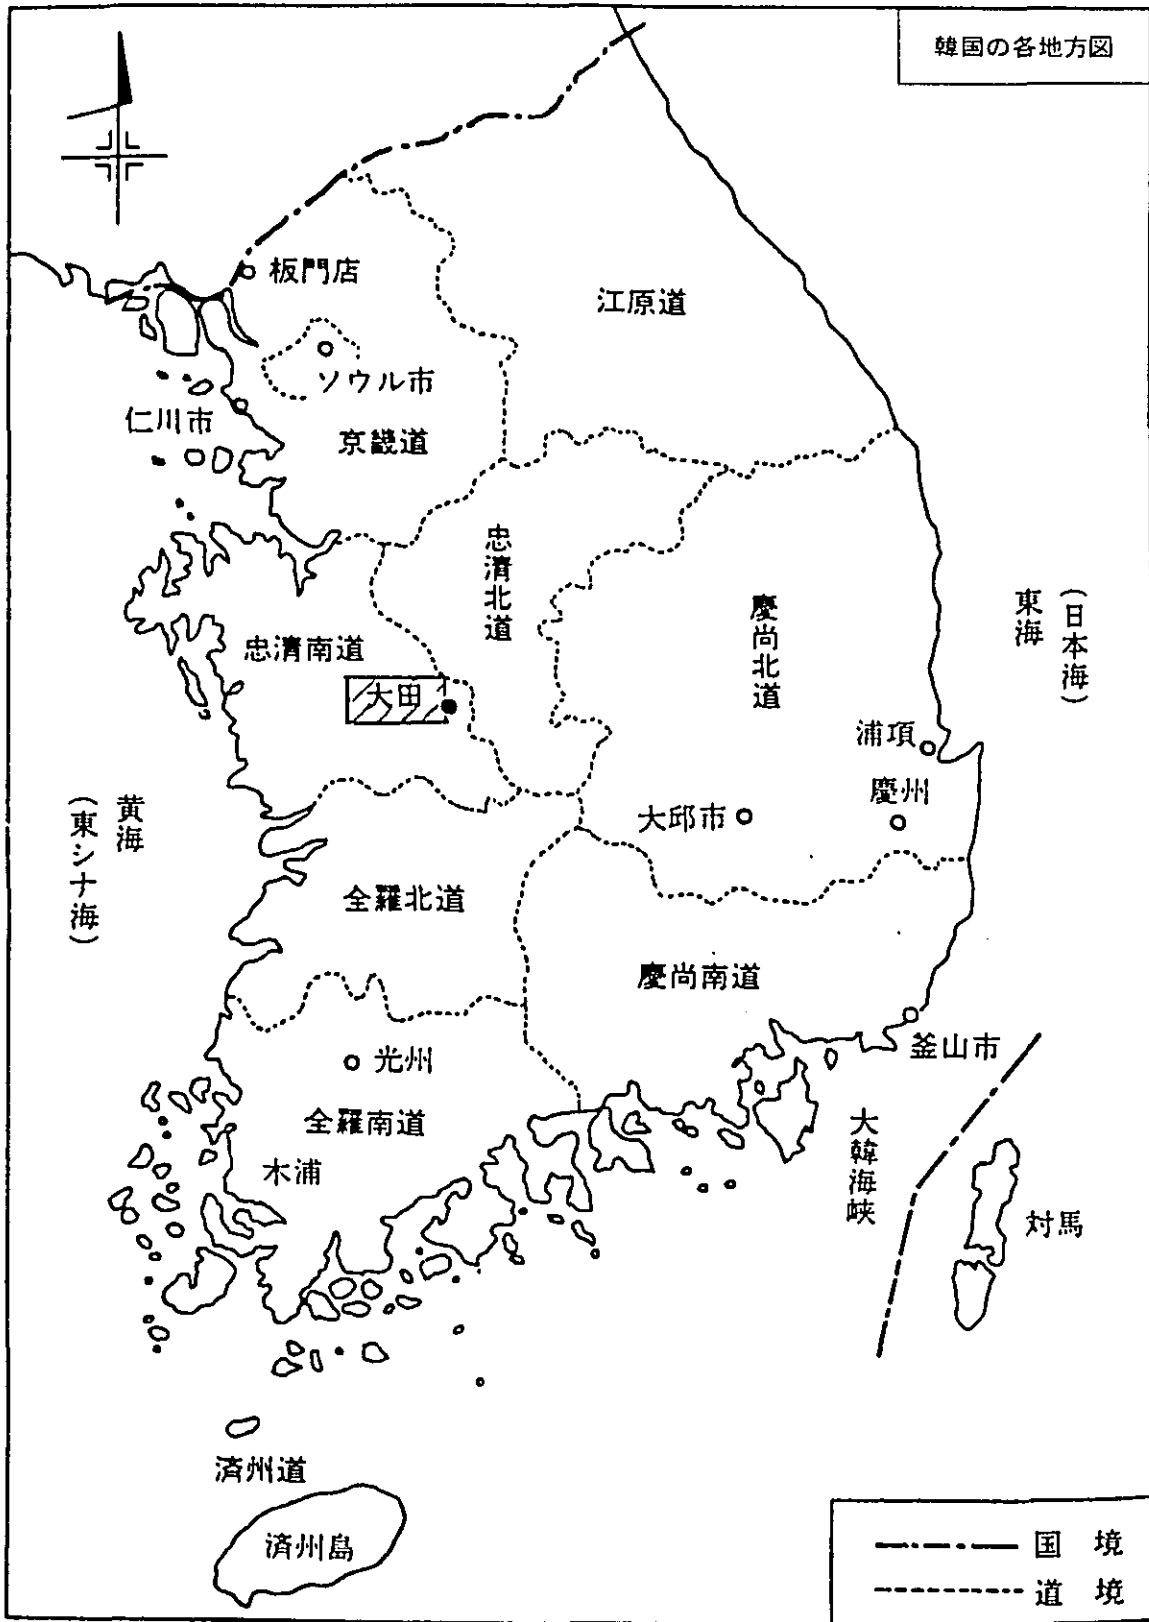 韓国の各地方図
板門店
江原道
ソウル市
仁川市
京畿道
忠清北道
忠清南道
慶尚北道
東海
(日本海)
大田
浦項
慶州
大邱市
黄海
(東シナ海)
全羅北道
慶尚南道
釜山市
光州
全羅南道
大韓海峡
木浦
対馬
済州道
済州島
国境
道境